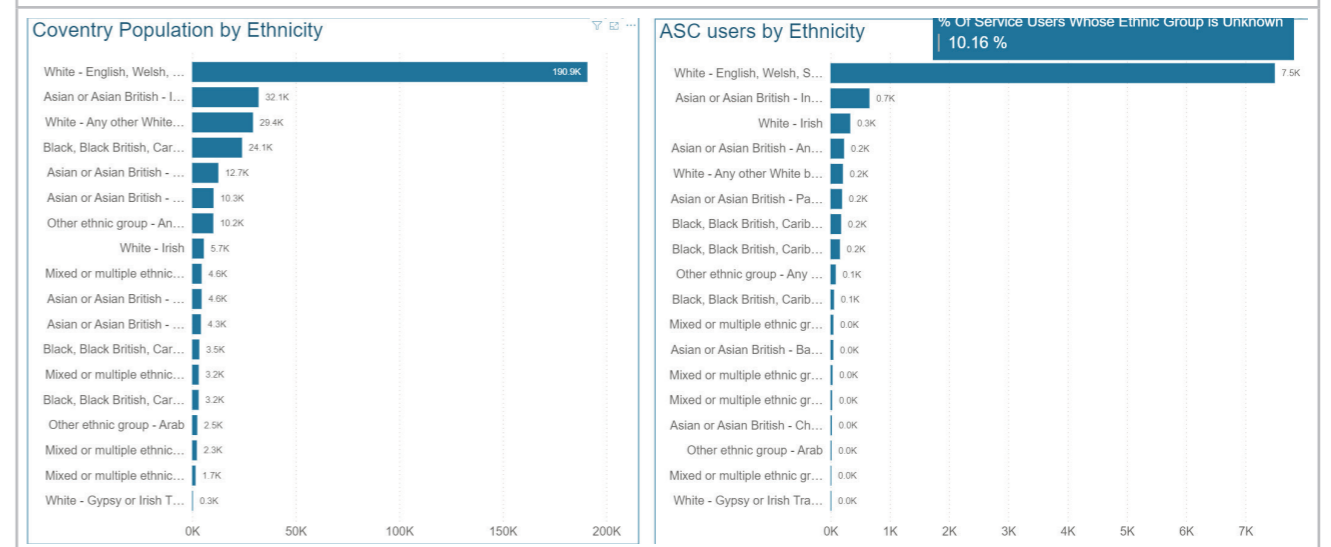 Coventry Population by Ethnicity
White - English, Welsh, ... 190.9K
Asian or Asian British - I... 32.1K
White - Any other White... 29.4K
Black, Black British, Car... 24.1K
Asian or Asian British - ... 12.7K
Asian or Asian British - ... 10.3K
Other ethnic group - An... 10.2K
White - Irish 5.7K
Mixed or multiple ethnic... 4.6K
Asian or Asian British - ... 4.6K
Asian or Asian British - ... 4.3K
Black, Black British, Car... 3.5K
Mixed or multiple ethnic... 3.2K
Black, Black British, Car... 3.2K
Other ethnic group - Arab 2.5K
Mixed or multiple ethnic... 2.3K
Mixed or multiple ethnic... 1.7K
White - Gypsy or Irish T... 0.3K
0K 50K 100K 150K 200K
ASC users by Ethnicity
% Of Service Users Whose Ethnic Group is Unknown
10.16 %
White - English, Welsh, S... 7.5K
Asian or Asian British - In... 0.7K
White - Irish 0.3K
Asian or Asian British - An... 0.2K
White - Any other White b... 0.2K
Asian or Asian British - Pa... 0.2K
Black, Black British, Carib... 0.2K
Black, Black British, Carib... 0.2K
Other ethnic group - Any ... 0.1K
Black, Black British, Carib... 0.1K
Mixed or multiple ethnic gr... 0.0K
Asian or Asian British - Ba... 0.0K
Mixed or multiple ethnic gr... 0.0K
Mixed or multiple ethnic gr... 0.0K
Asian or Asian British - Ch... 0.0K
Other ethnic group - Arab 0.0K
Mixed or multiple ethnic gr... 0.0K
White - Gypsy or Irish Tra... 0.0K
0K 1K 2K 3K 4K 5K 6K 7K